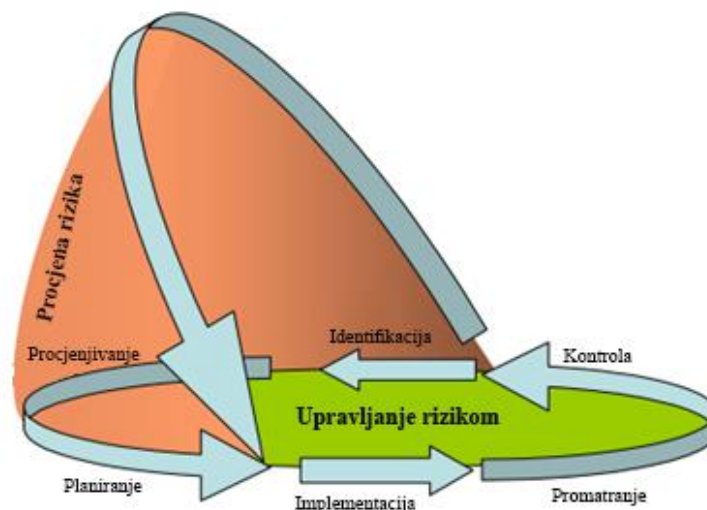 Procjena rizika
Identifikacija
Procjenjivanje
Kontrola
Upravljanje rizikom
Planiranje
Implementacija
Promatranje